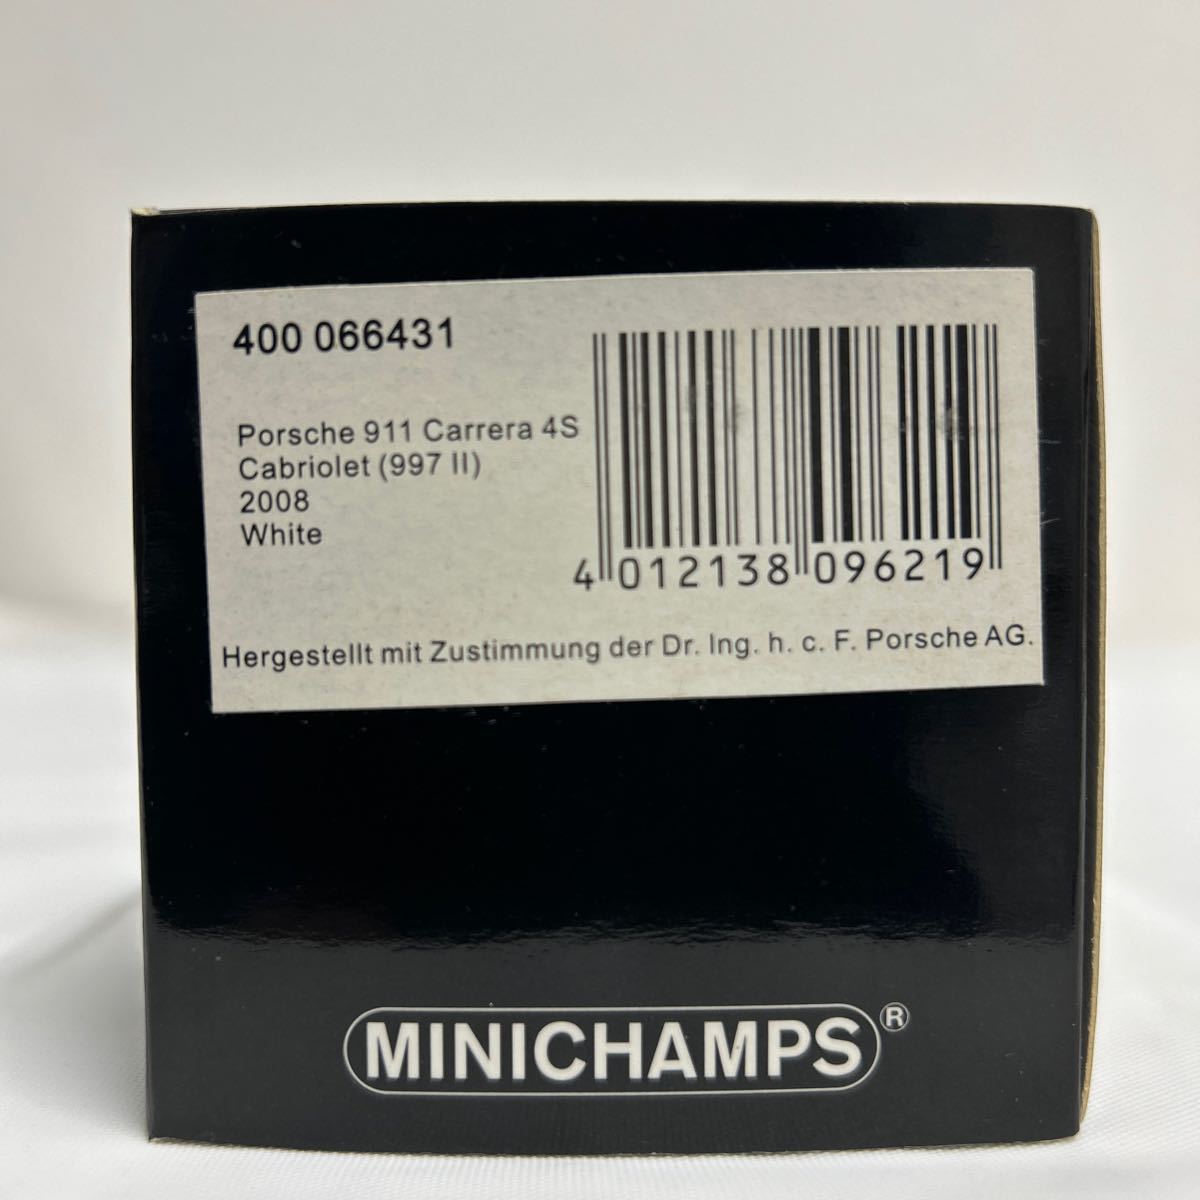 400 066431
Porsche 911 Carrera 4S
Cabriolet (997 II)
2008
White
4 012138 096219
Hergestellt mit Zustimmung der Dr. Ing. h. c. F. Porsche AG.
MINICHAMPS®